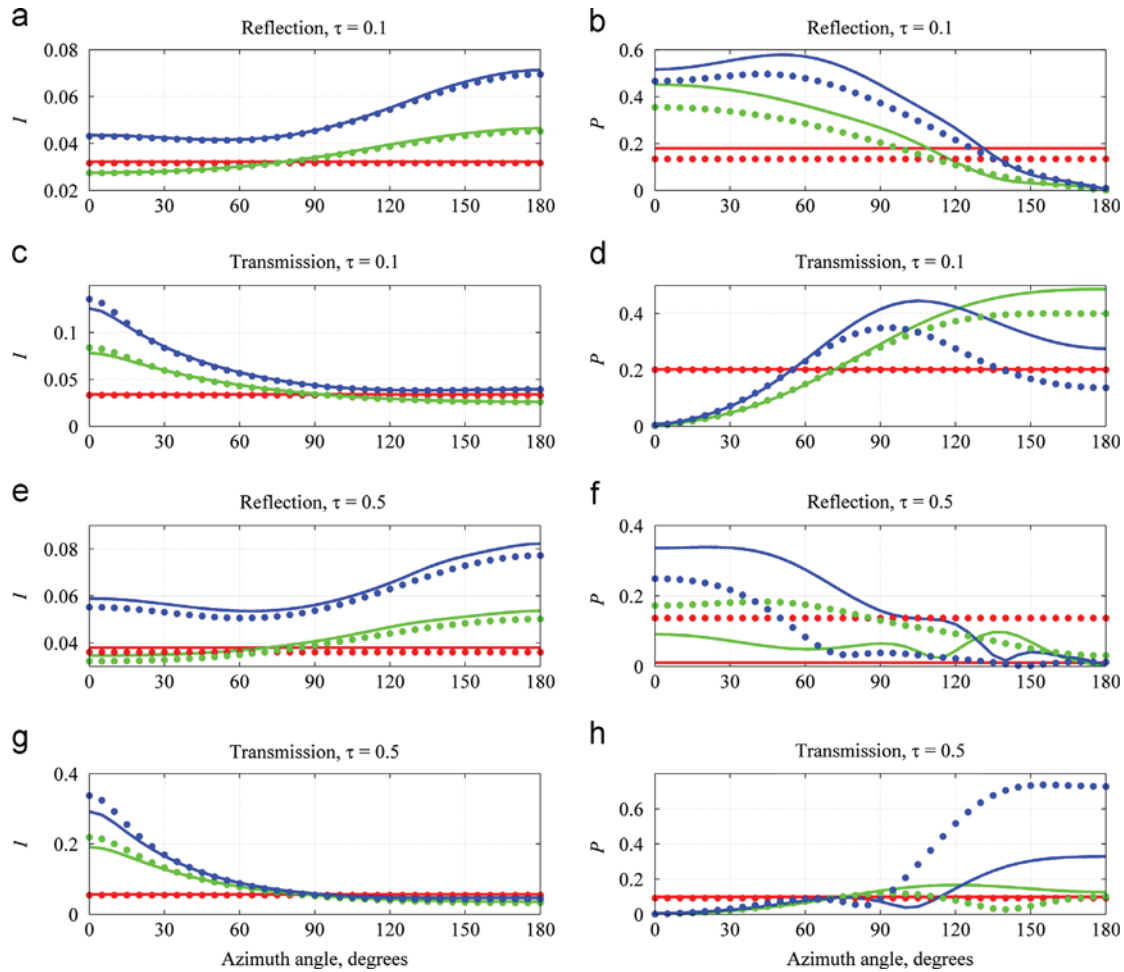 a
Reflection, τ = 0.1
0.08
0.06
0.04
0.02
I
0 30 60 90 120 150 180
b
Reflection, τ = 0.1
0.6
0.4
0.2
0
P
0 30 60 90 120 150 180
c
Transmission, τ = 0.1
0.1
0.05
0
I
0 30 60 90 120 150 180
d
Transmission, τ = 0.1
0.4
0.2
0
P
0 30 60 90 120 150 180
e
Reflection, τ = 0.5
0.08
0.06
0.04
I
0 30 60 90 120 150 180
f
Reflection, τ = 0.5
0.4
0.2
0
P
0 30 60 90 120 150 180
g
Transmission, τ = 0.5
0.4
0.2
0
I
0 30 60 90 120 150 180
Azimuth angle, degrees
h
Transmission, τ = 0.5
0.6
0.4
0.2
0
P
0 30 60 90 120 150 180
Azimuth angle, degrees